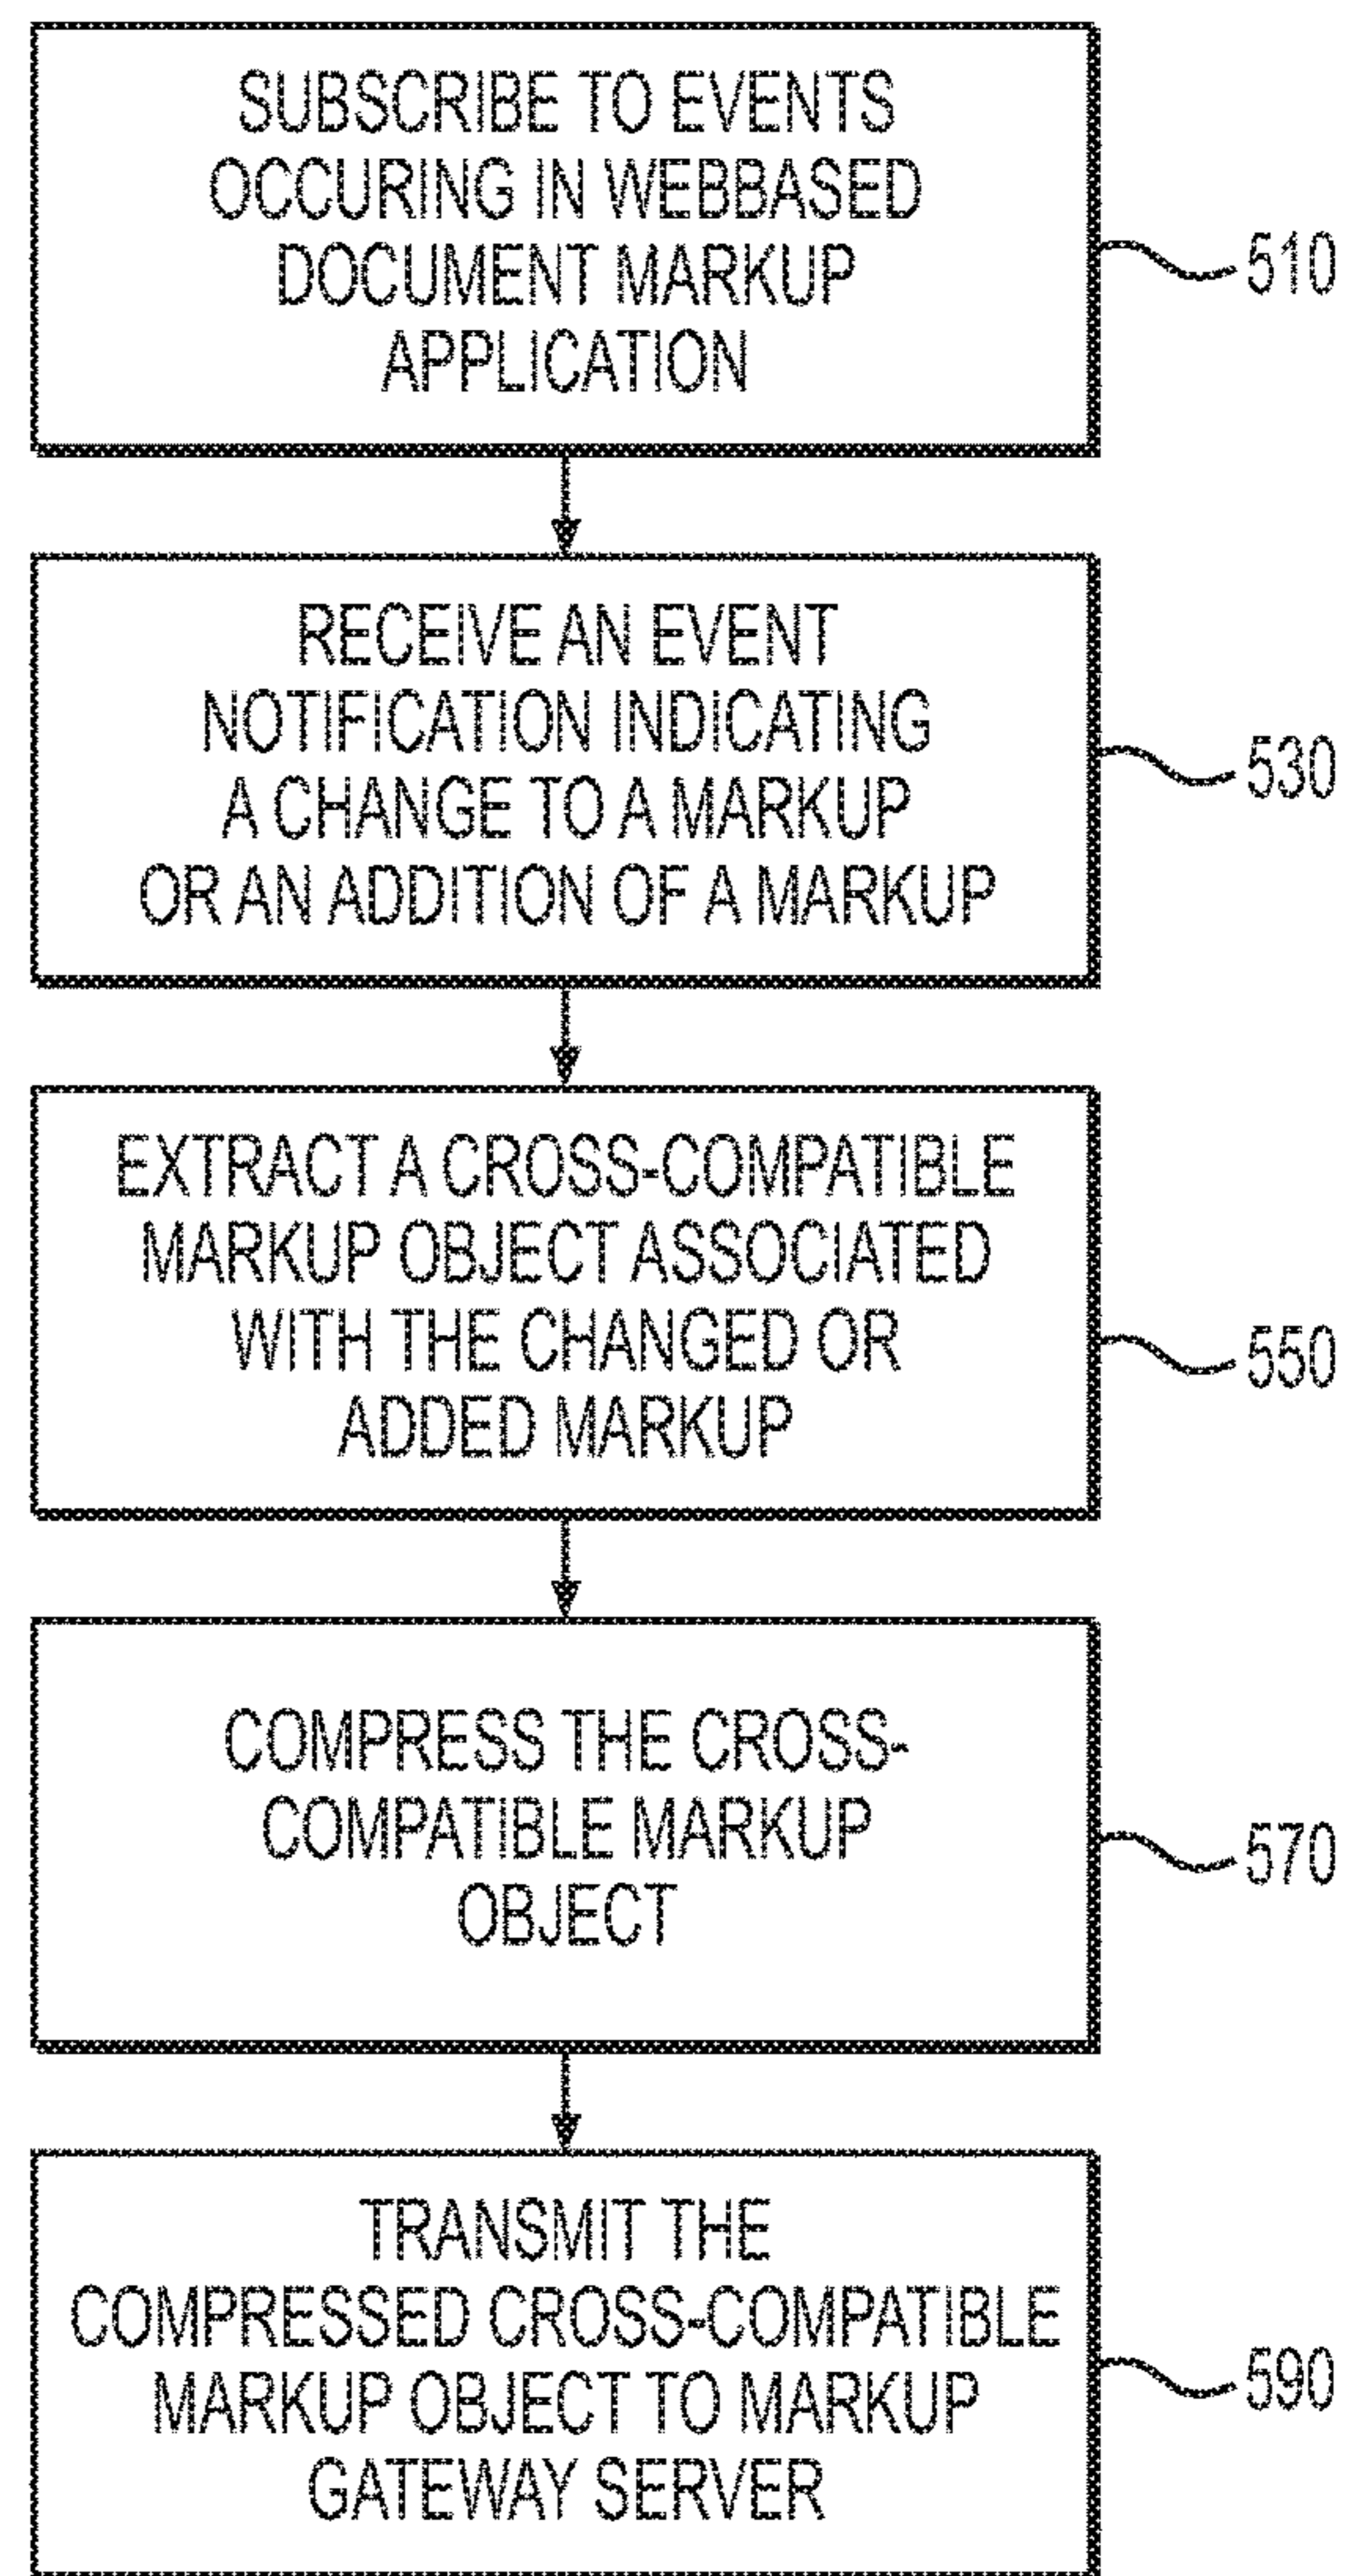 SUBSCRIBE TO EVENTS
OCCURING IN WEBBASED
DOCUMENT MARKUP
APPLICATION
510
RECEIVE AN EVENT
NOTIFICATION INDICATING
A CHANGE TO A MARKUP
OR AN ADDITION OF A MARKUP
530
EXTRACT A CROSS-COMPATIBLE
MARKUP OBJECT ASSOCIATED
WITH THE CHANGED OR
ADDED MARKUP
550
COMPRESS THE CROSS-
COMPATIBLE MARKUP
OBJECT
570
TRANSMIT THE
COMPRESSED CROSS-COMPATIBLE
MARKUP OBJECT TO MARKUP
GATEWAY SERVER
590